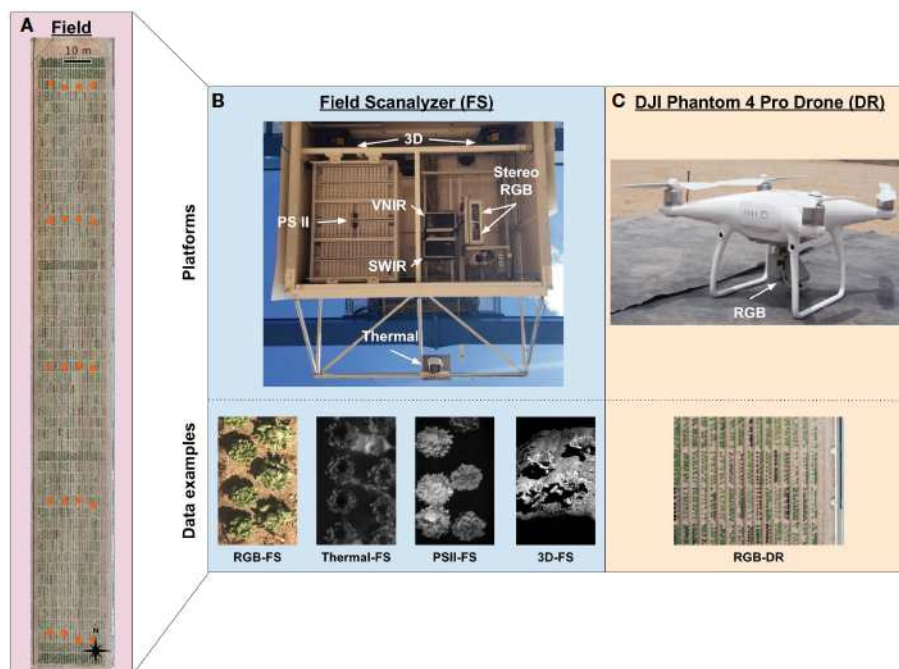 A
Field
10 m
N
B
Field Scanalyzer (FS)
Platforms
3D
Stereo
RGB
VNIR
PS II
SWIR
Thermal
Data examples
RGB-FS
Thermal-FS
PSII-FS
3D-FS
C
DJI Phantom 4 Pro Drone (DR)
RGB
RGB-DR